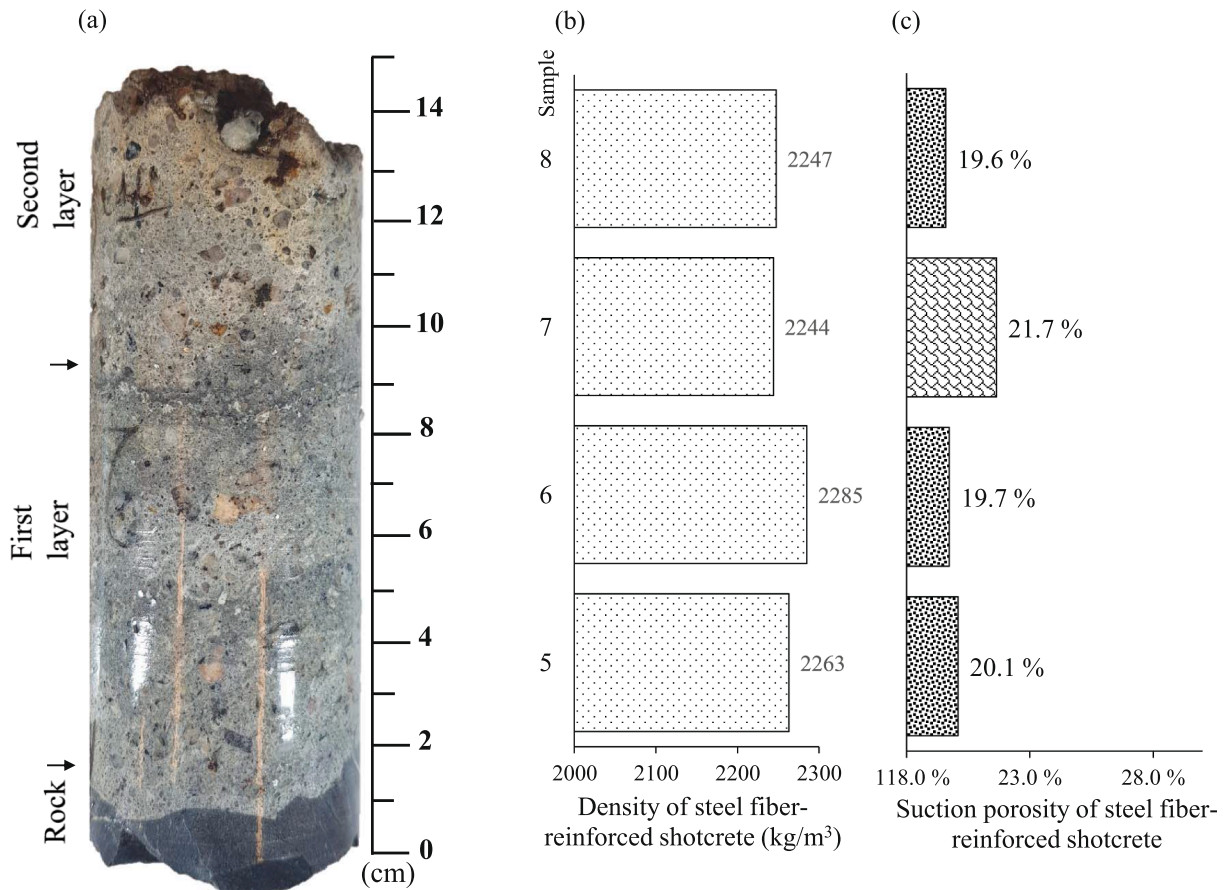 (a)
Second
layer
First
layer
Rock
14
12
10
8
6
4
2
0
(cm)
(b)
Sample
8
2247
7
2244
6
2285
5
2263
2000 2100 2200 2300
Density of steel fiber-
reinforced shotcrete (kg/m³)
(c)
19.6 %
21.7 %
19.7 %
20.1 %
118.0 % 23.0 % 28.0 %
Suction porosity of steel fiber-
reinforced shotcrete